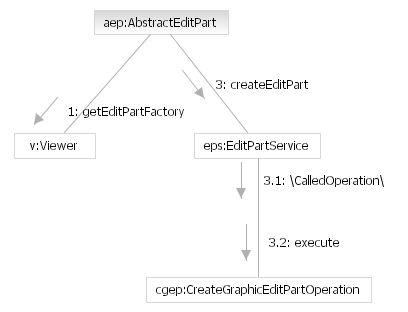 aep:AbstractEditPart
3: createEditPart
1: getEditPartFactory
v:Viewer
eps:EditPartService
3.1: \CalledOperation\
3.2: execute
cgep:CreateGraphicEditPartOperation